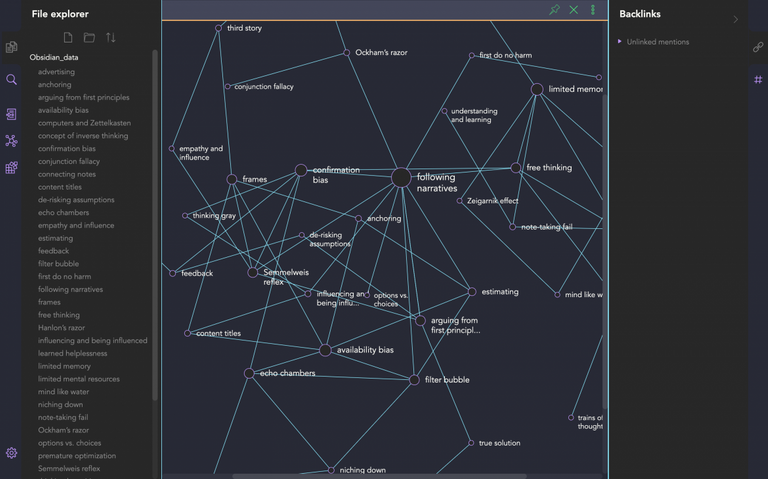 File explorer
Obsidian_data
advertising
anchoring
arguing from first principles
availability bias
computers and Zettelkasten
concept of inverse thinking
confirmation bias
conjunction fallacy
connecting notes
content titles
de-risking assumptions
echo chambers
empathy and influence
estimating
feedback
filter bubble
first do no harm
following narratives
frames
free thinking
Hanlon's razor
influencing and being influenced
learned helplessness
limited memory
limited mental resources
mind like water
niching down
note-taking fail
Ockham's razor
options vs. choices
premature optimization
Semmelweis reflex
third story
Ockham's razor
first do no harm
conjunction fallacy
limited memor
understanding
and learning
empathy and
influence
confirmation
bias
free thinking
frames
following
narratives
Zeigarnik effect
thinking gray
anchoring
note-taking fail
de-risking
assumptions
feedback
Semmelweis
reflex
influencing an
being influ...
options vs.
choices
estimating
mind like w
arguing from
first principl...
content titles
availability bias
echo chambers
filter bubble
trains of
thought
true solution
niching down
Backlinks
Unlinked mentions